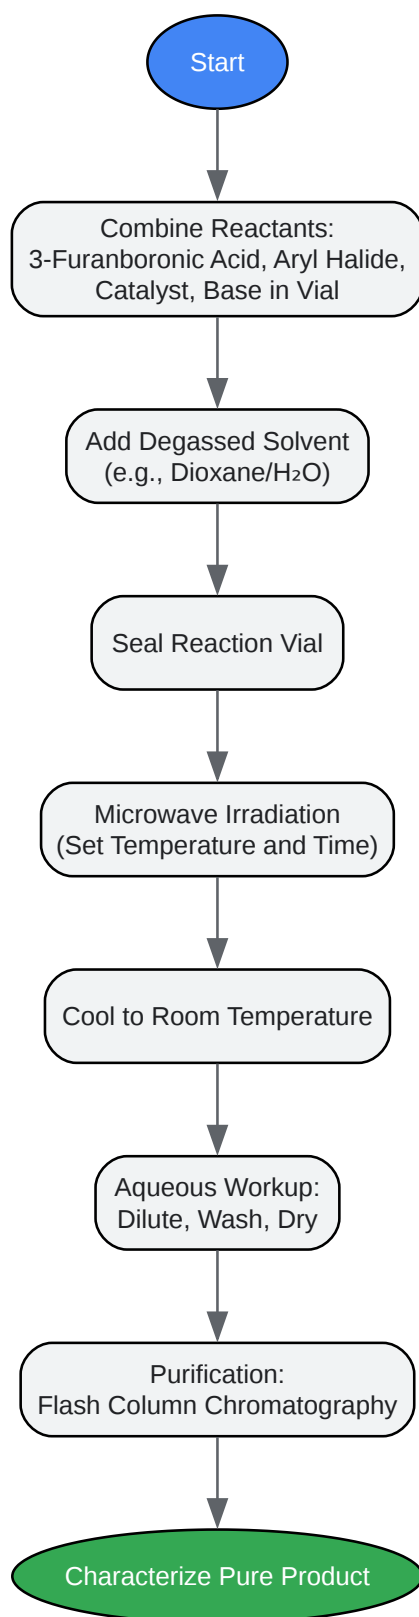 Start
Combine Reactants:
3-Furanboronic Acid, Aryl Halide,
Catalyst, Base in Vial
Add Degassed Solvent
(e.g., Dioxane/H₂O)
Seal Reaction Vial
Microwave Irradiation
(Set Temperature and Time)
Cool to Room Temperature
Aqueous Workup:
Dilute, Wash, Dry
Purification:
Flash Column Chromatography
Characterize Pure Product